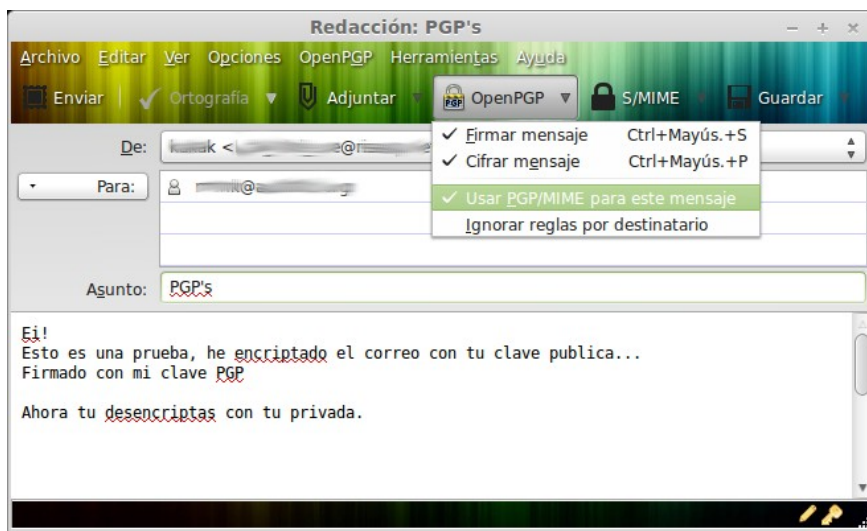 Redacción: PGP's
Archivo Editar Ver Opciones OpenPGP Herramientas Ayuda
Enviar Ortografía Adjuntar OpenPGP S/MIME Guardar
Firmar mensaje Ctrl+Mayús.+S
Cifrar mensaje Ctrl+Mayús.+P
Usar PGP/MIME para este mensaje
Ignorar reglas por destinatario
De:
Para:
Asunto: PGP's
Ei!
Esto es una prueba, he encriptado el correo con tu clave publica...
Firmado con mi clave PGP
Ahora tu desencriptas con tu privada.